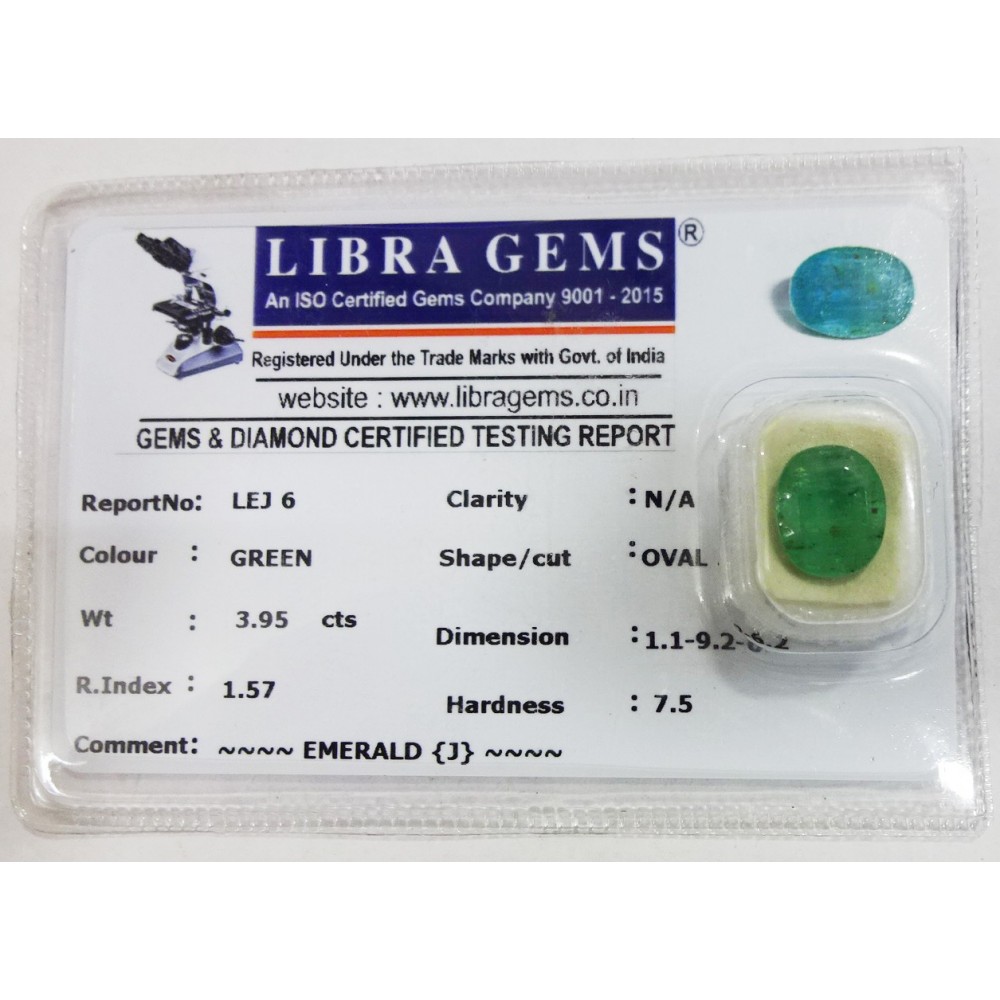 LIBRA GEMS ®
An ISO Certified Gems Company 9001 - 2015
Registered Under the Trade Marks with Govt. of India
website : www.libragems.co.in
GEMS & DIAMOND CERTIFIED TESTING REPORT
ReportNo: LEJ 6 Clarity : N/A
Colour : GREEN Shape/cut : OVAL
Wt : 3.95 cts Dimension : 1.1-9.2-6.2
R.Index : 1.57 Hardness : 7.5
Comment: ~~~~ EMERALD {J} ~~~~